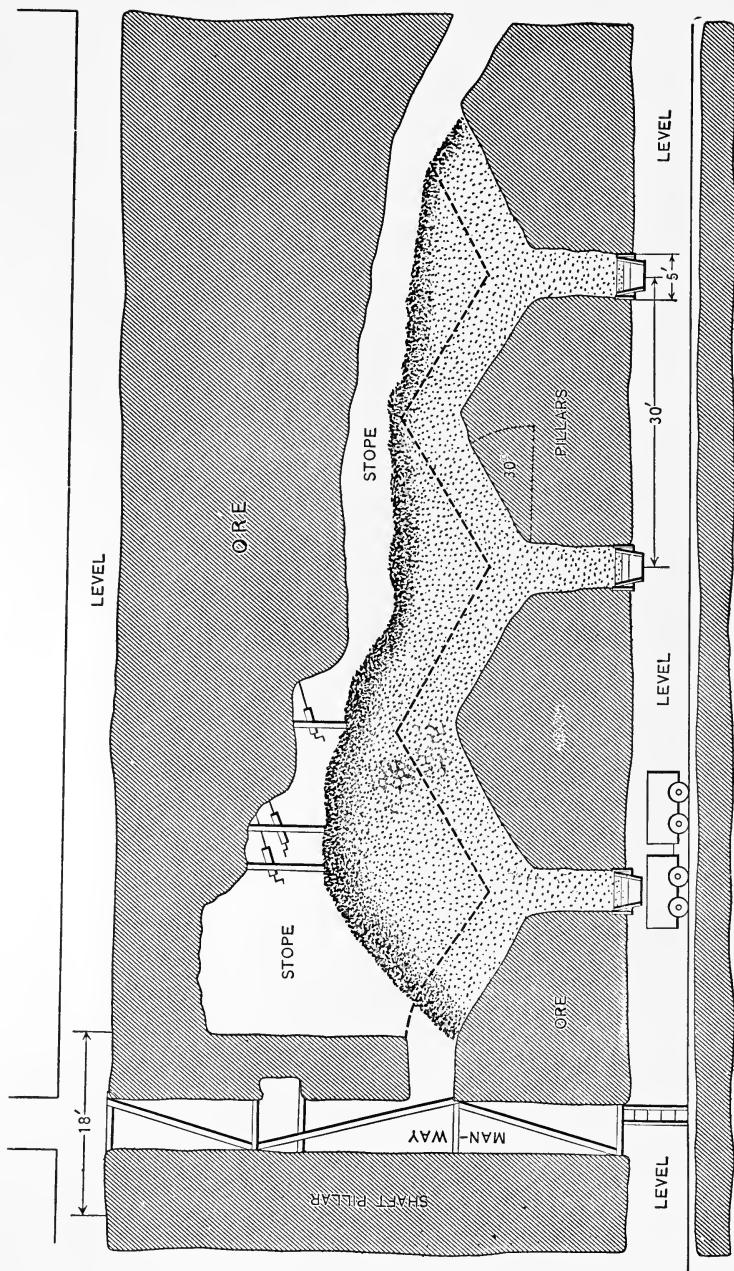 LEVEL
ORE
STOPE
STOPE
18'
MAN-
WAY
SHAFT PILLAR
ORE
30°
PILLARS
LEVEL
LEVEL
LEVEL
30'
5'